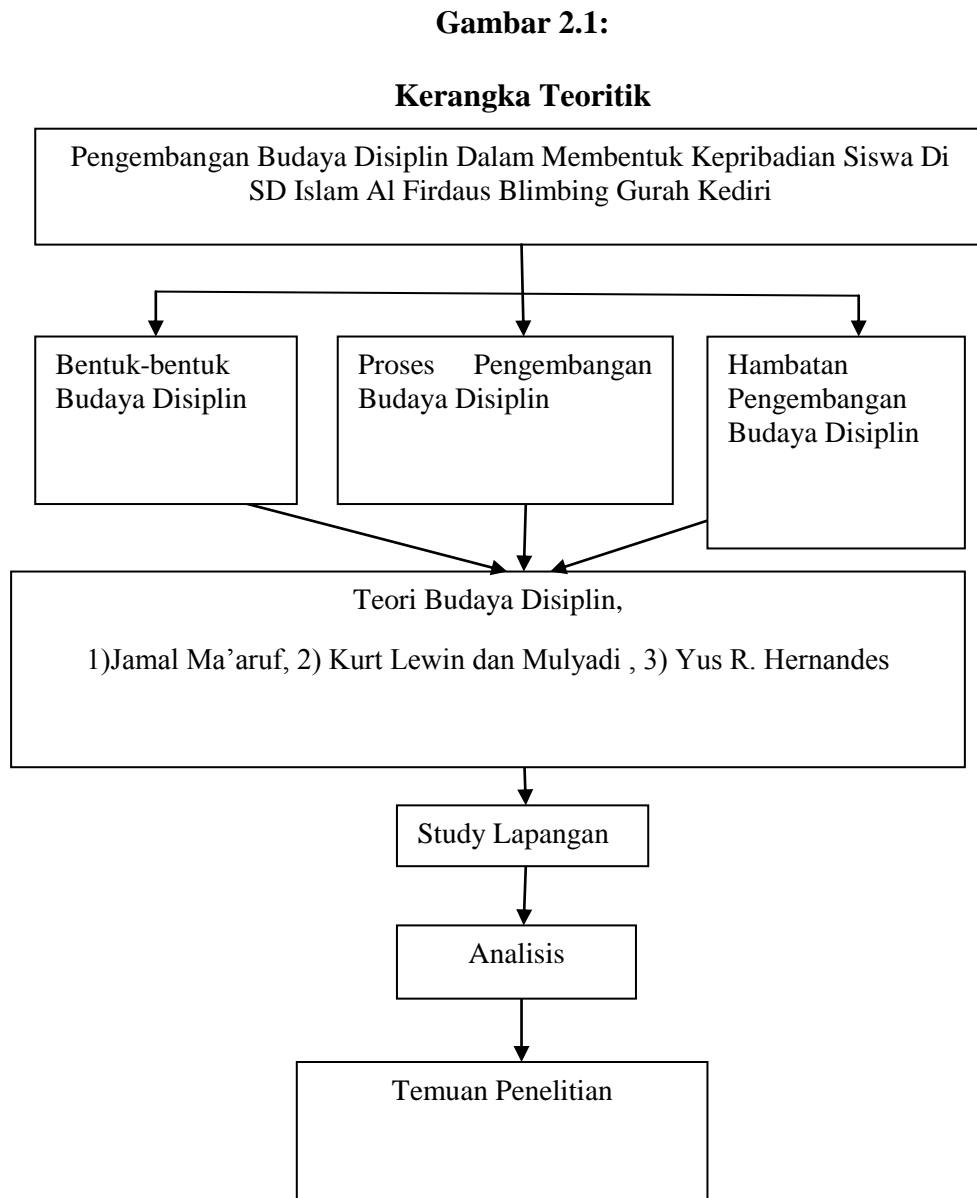 Gambar 2.1:
Kerangka Teoritik
Pengembangan Budaya Disiplin Dalam Membentuk Kepribadian Siswa Di
SD Islam Al Firdaus Blimbing Gurah Kediri
Bentuk-bentuk
Budaya Disiplin
Proses Pengembangan
Budaya Disiplin
Hambatan
Pengembangan
Budaya Disiplin
Teori Budaya Disiplin,
1)Jamal Ma’aruf, 2) Kurt Lewin dan Mulyadi , 3) Yus R. Hernandes
Study Lapangan
Analisis
Temuan Penelitian